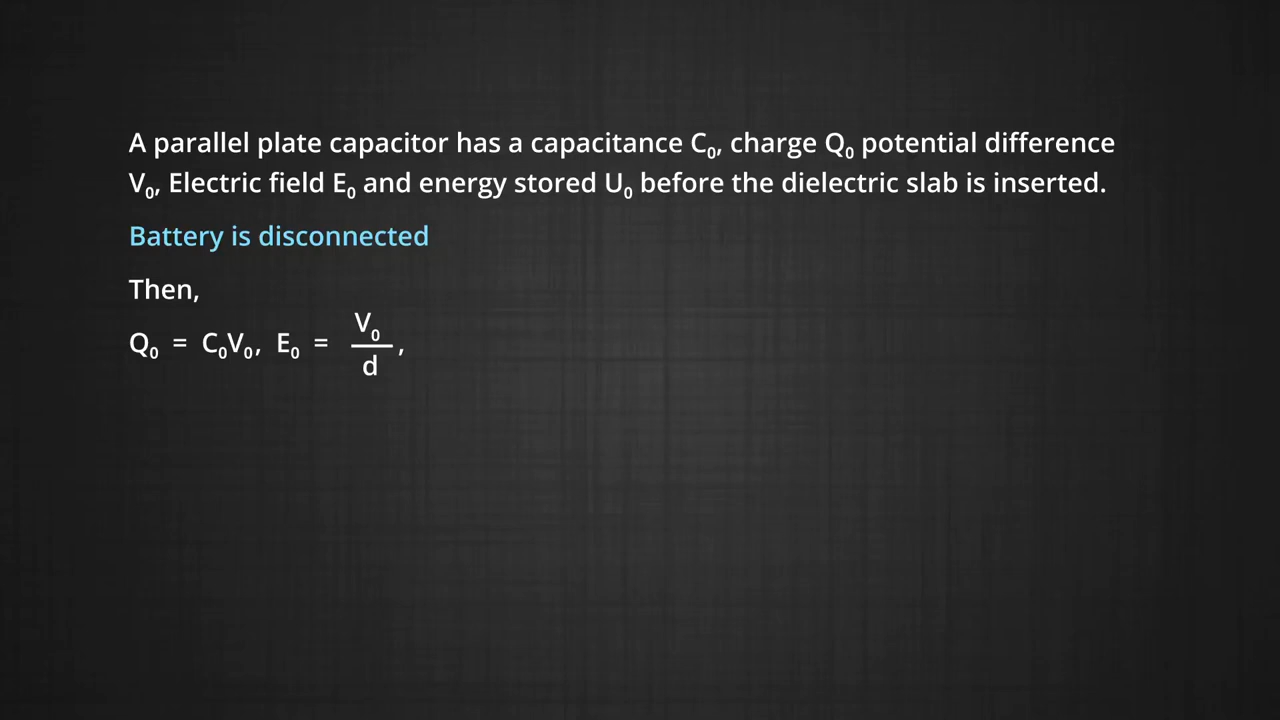 A parallel plate capacitor has a capacitance C₀, charge Q₀ potential difference
V₀, Electric field E₀ and energy stored U₀ before the dielectric slab is inserted.
Battery is disconnected
Then,
Q₀ = C₀V₀, E₀ = V₀/d,